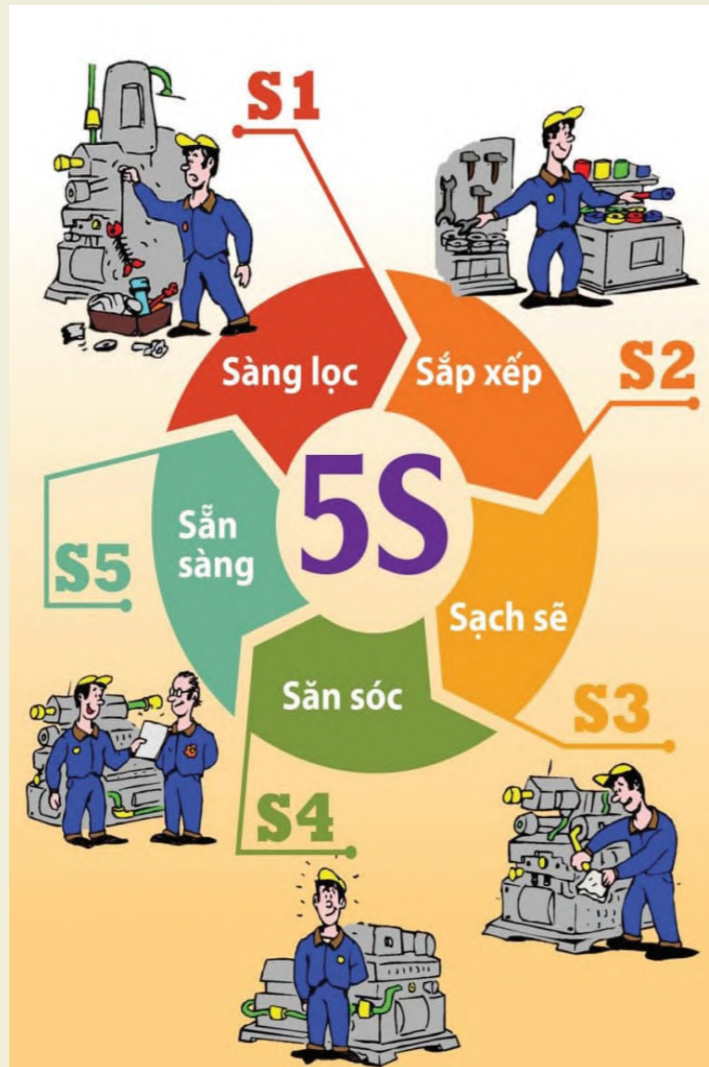 S1
Sàng lọc
Sắp xếp
S2
5S
Sẵn
sàng
S5
Sạch sẽ
Săn sóc
S3
S4